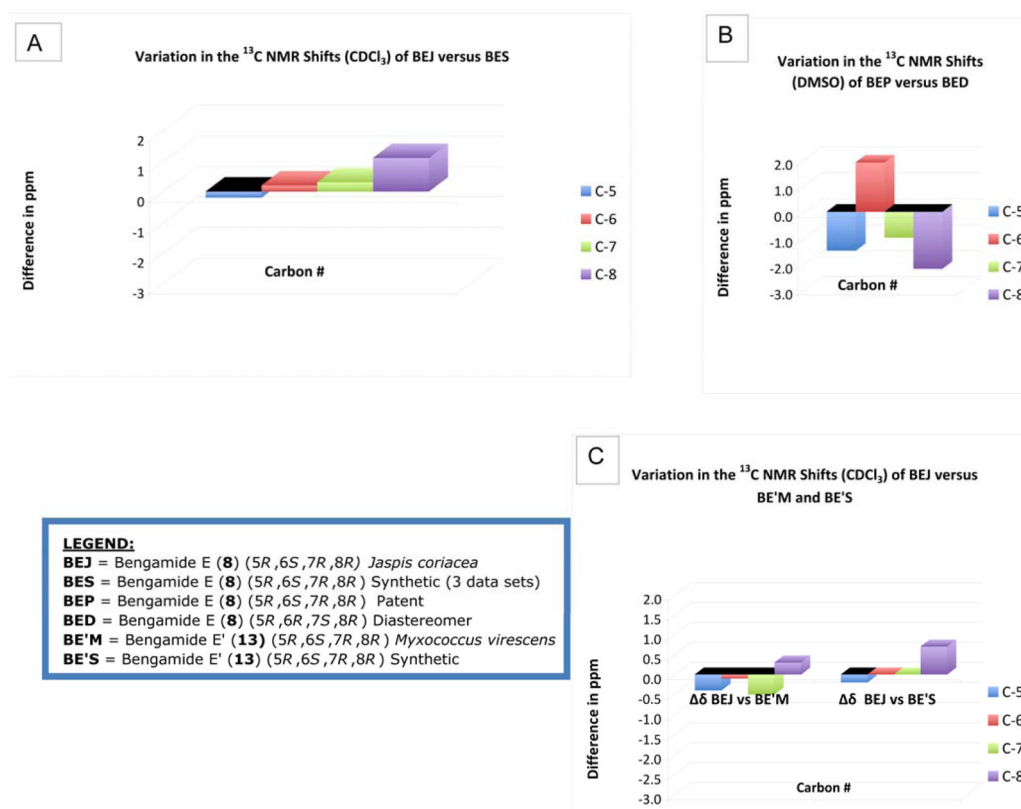 A
Variation in the ¹³C NMR Shifts (CDCl₃) of BEJ versus BES
Difference in ppm
2
1
0
-1
-2
-3
Carbon #
C-5
C-6
C-7
C-8
B
Variation in the ¹³C NMR Shifts
(DMSO) of BEP versus BED
Difference in ppm
2.0
1.0
0.0
-1.0
-2.0
-3.0
Carbon #
C-5
C-6
C-7
C-8
C
Variation in the ¹³C NMR Shifts (CDCl₃) of BEJ versus
BE'M and BE'S
Difference in ppm
2.0
1.5
1.0
0.5
0.0
-0.5
-1.0
-1.5
-2.0
-2.5
-3.0
Δδ BEJ vs BE'M
Δδ BEJ vs BE'S
Carbon #
C-5
C-6
C-7
C-8
LEGEND:
BEJ = Bengamide E (8) (5R,6S,7R,8R) Jaspis coriacea
BES = Bengamide E (8) (5R,6S,7R,8R) Synthetic (3 data sets)
BEP = Bengamide E (8) (5R,6S,7R,8R) Patent
BED = Bengamide E (8) (5R,6R,7S,8R) Diastereomer
BE'M = Bengamide E' (13) (5R,6S,7R,8R) Myxococcus virescens
BE'S = Bengamide E' (13) (5R,6S,7R,8R) Synthetic